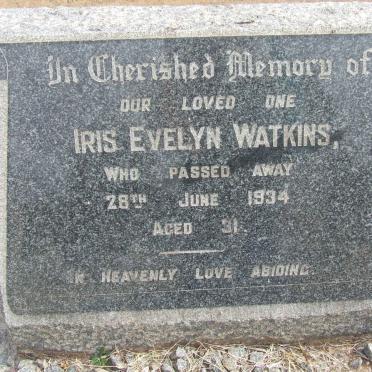 In Cherished Memory of
OUR LOVED ONE
IRIS EVELYN WATKINS,
WHO PASSED AWAY
28TH JUNE 1934
AGED 31.
IN HEAVENLY LOVE ABIDING.